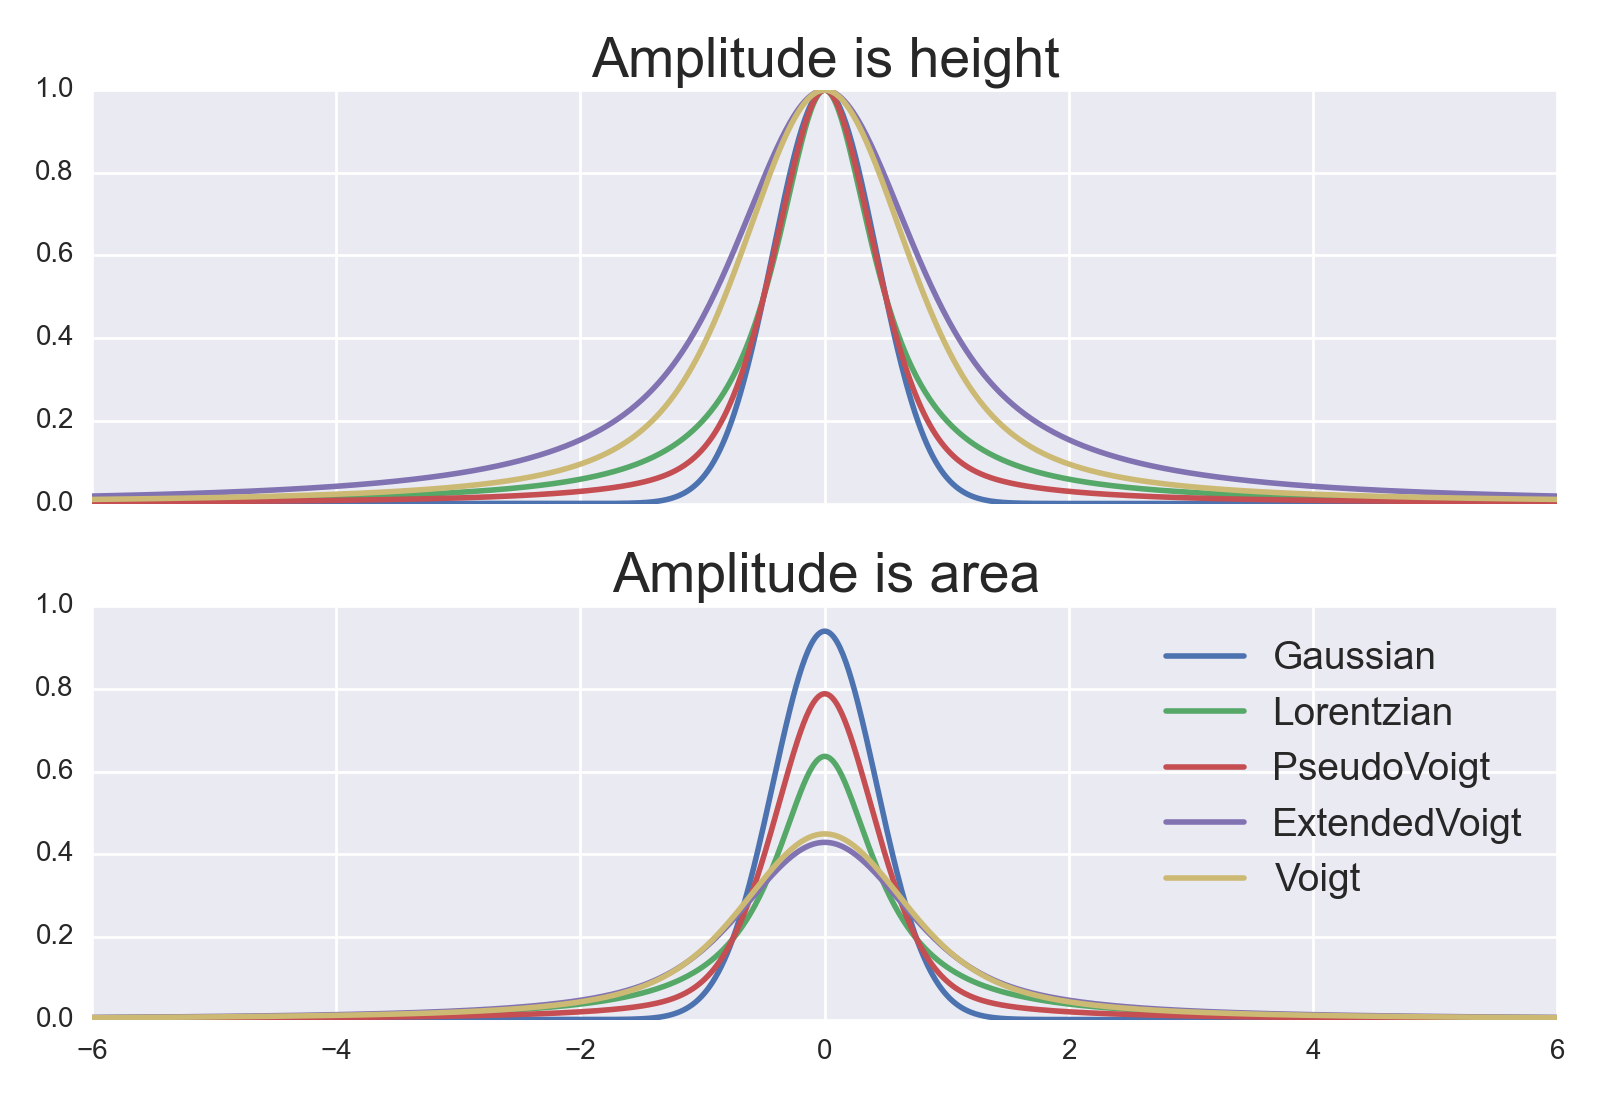 Amplitude is height
1.0
0.8
0.6
0.4
0.2
0.0
Amplitude is area
1.0
0.8
0.6
0.4
0.2
0.0
Gaussian
Lorentzian
PseudoVoigt
ExtendedVoigt
Voigt
−6 −4 −2 0 2 4 6